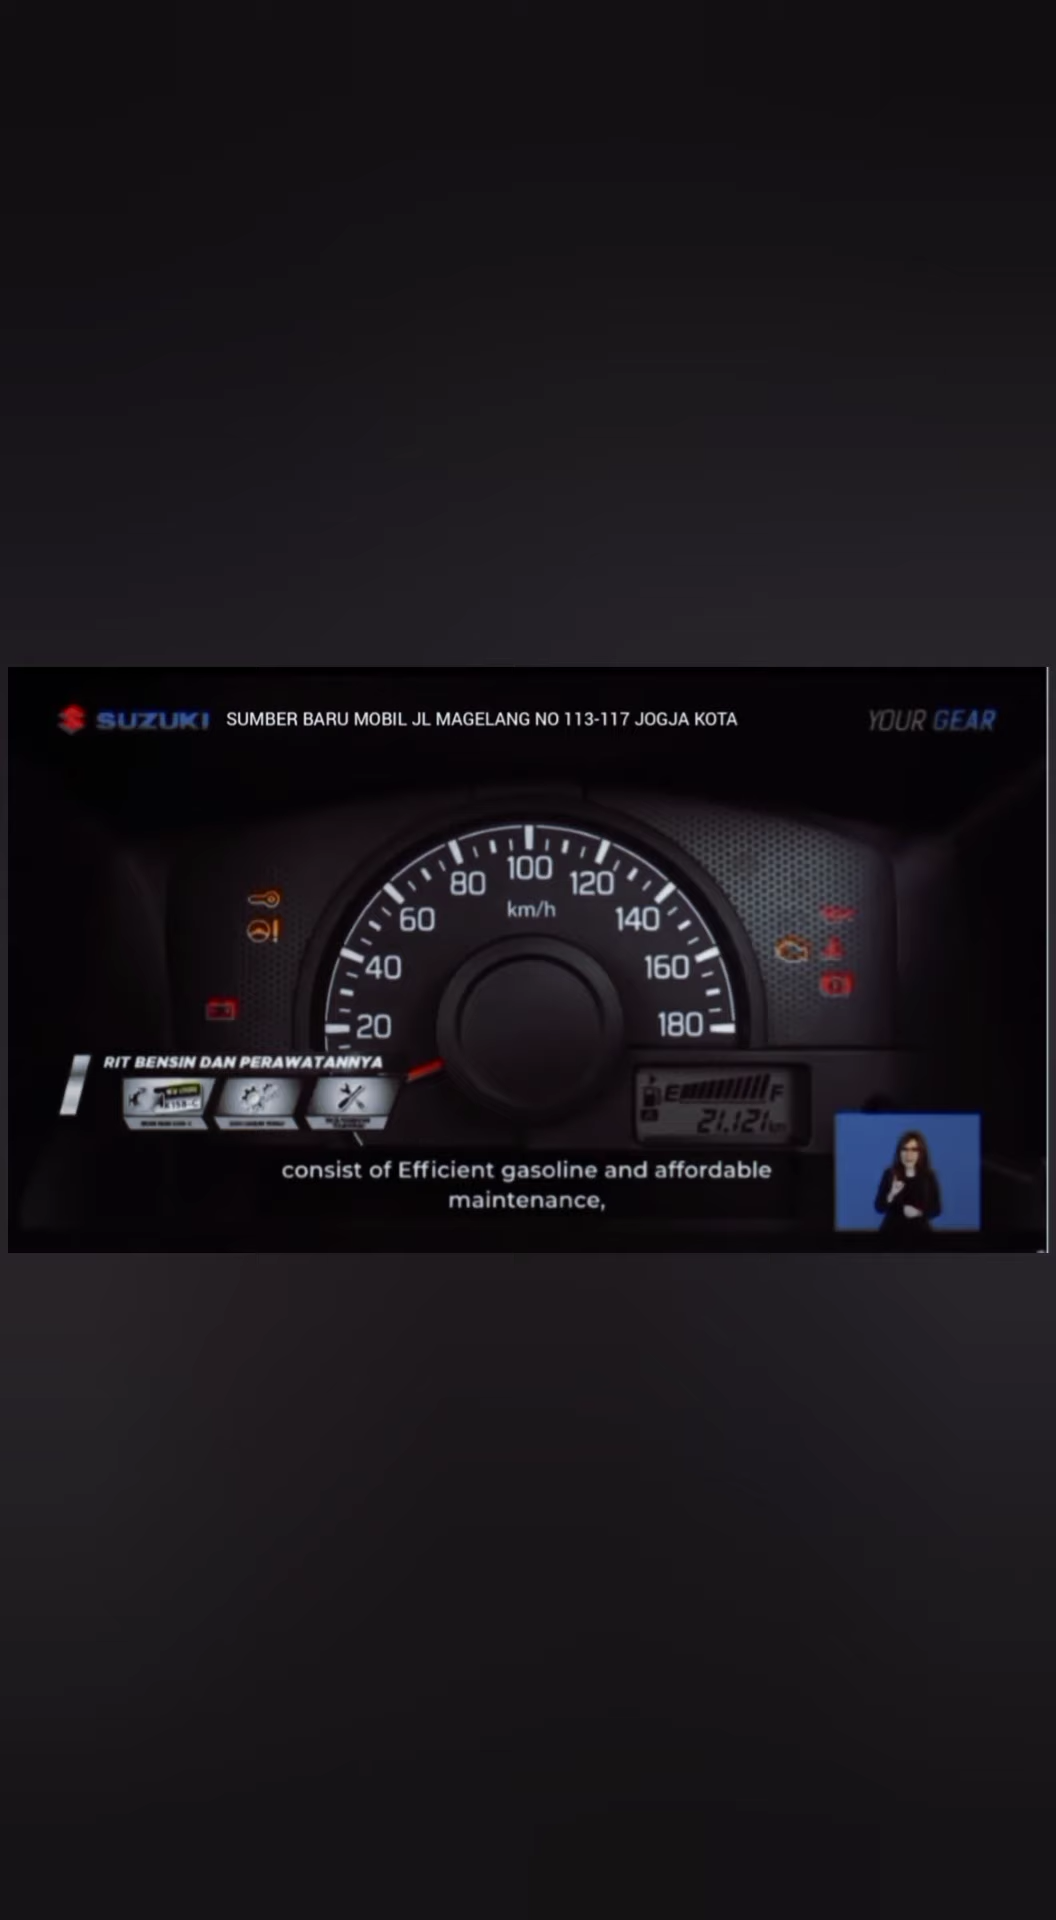 SUZUKI
SUMBER BARU MOBIL JL MAGELANG NO 113-117 JOGJA KOTA
YOUR GEAR
100
80
120
km/h
60
140
40
160
20
180
RIT BENSIN DAN PERAWATANNYA
E F
21.121km
consist of Efficient gasoline and affordable
maintenance,